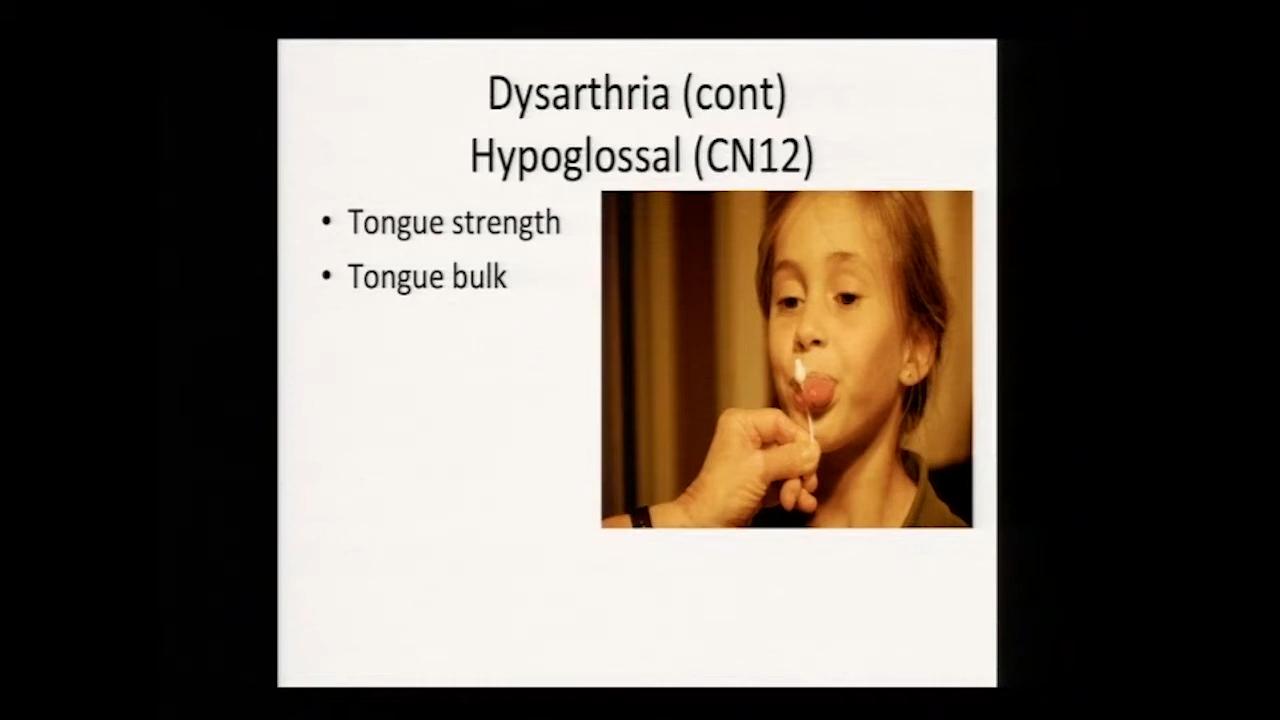 Dysarthria (cont)
Hypoglossal (CN12)
• Tongue strength
• Tongue bulk